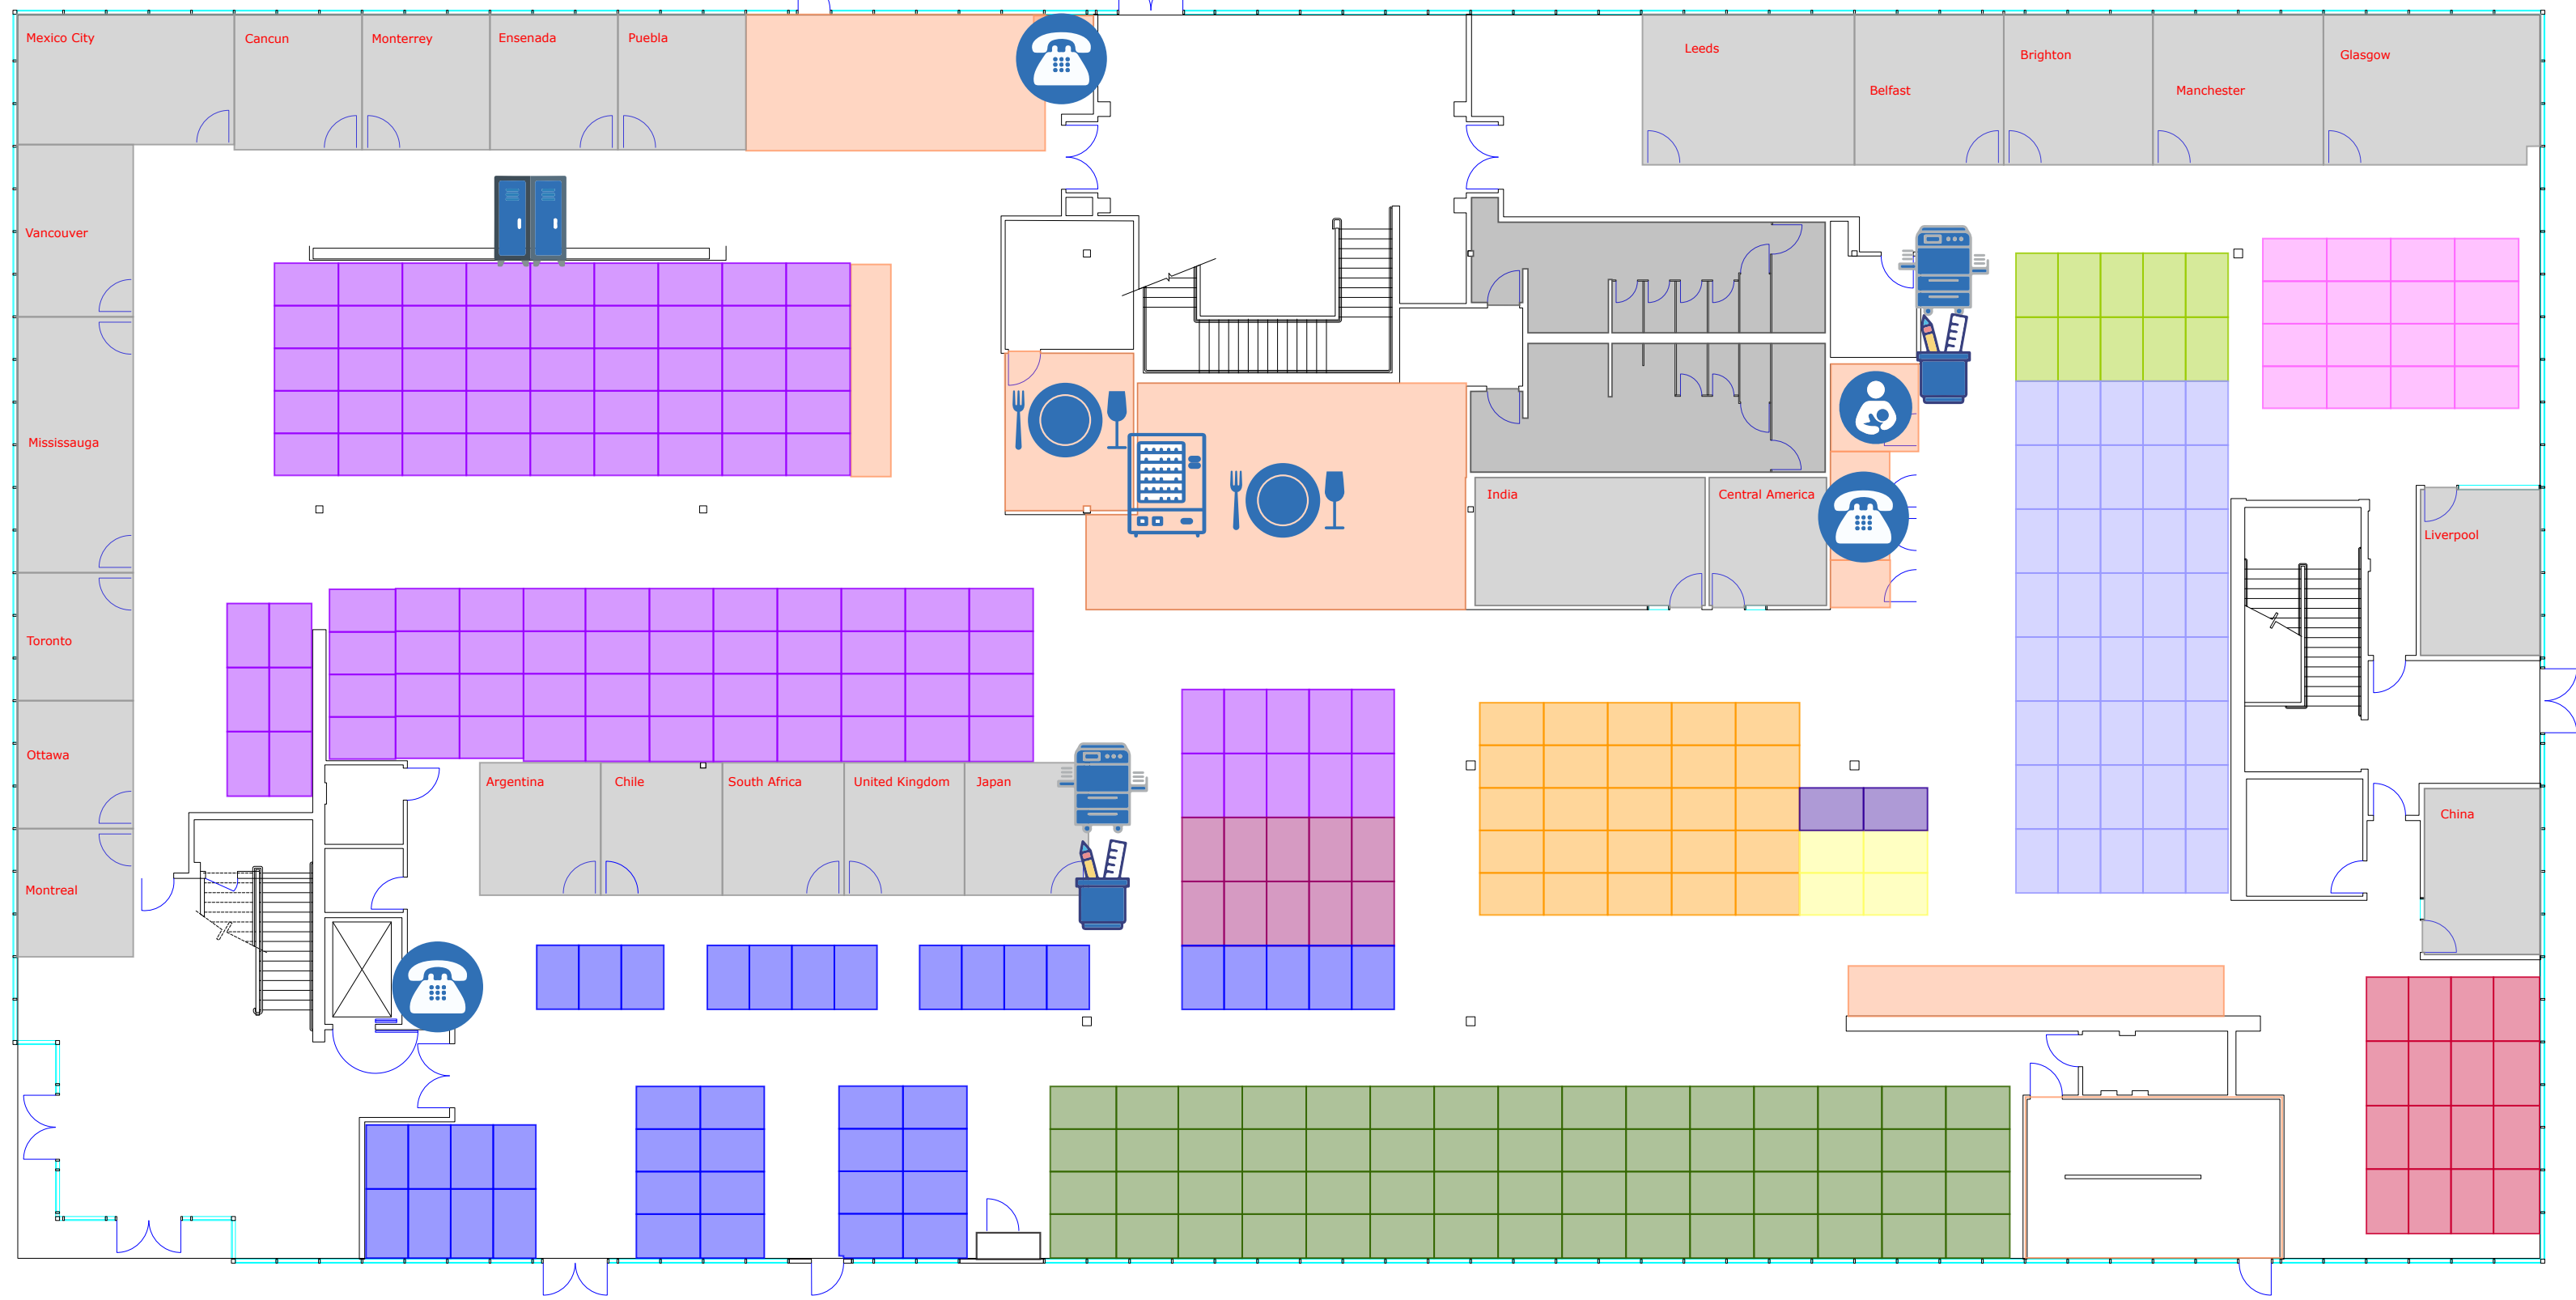 Mexico City
Cancun
Monterrey
Ensenada
Puebla
Leeds
Belfast
Brighton
Manchester
Glasgow
Vancouver
Mississauga
India
Central America
Liverpool
Toronto
Ottawa
Argentina
Chile
South Africa
United Kingdom
Japan
China
Montreal